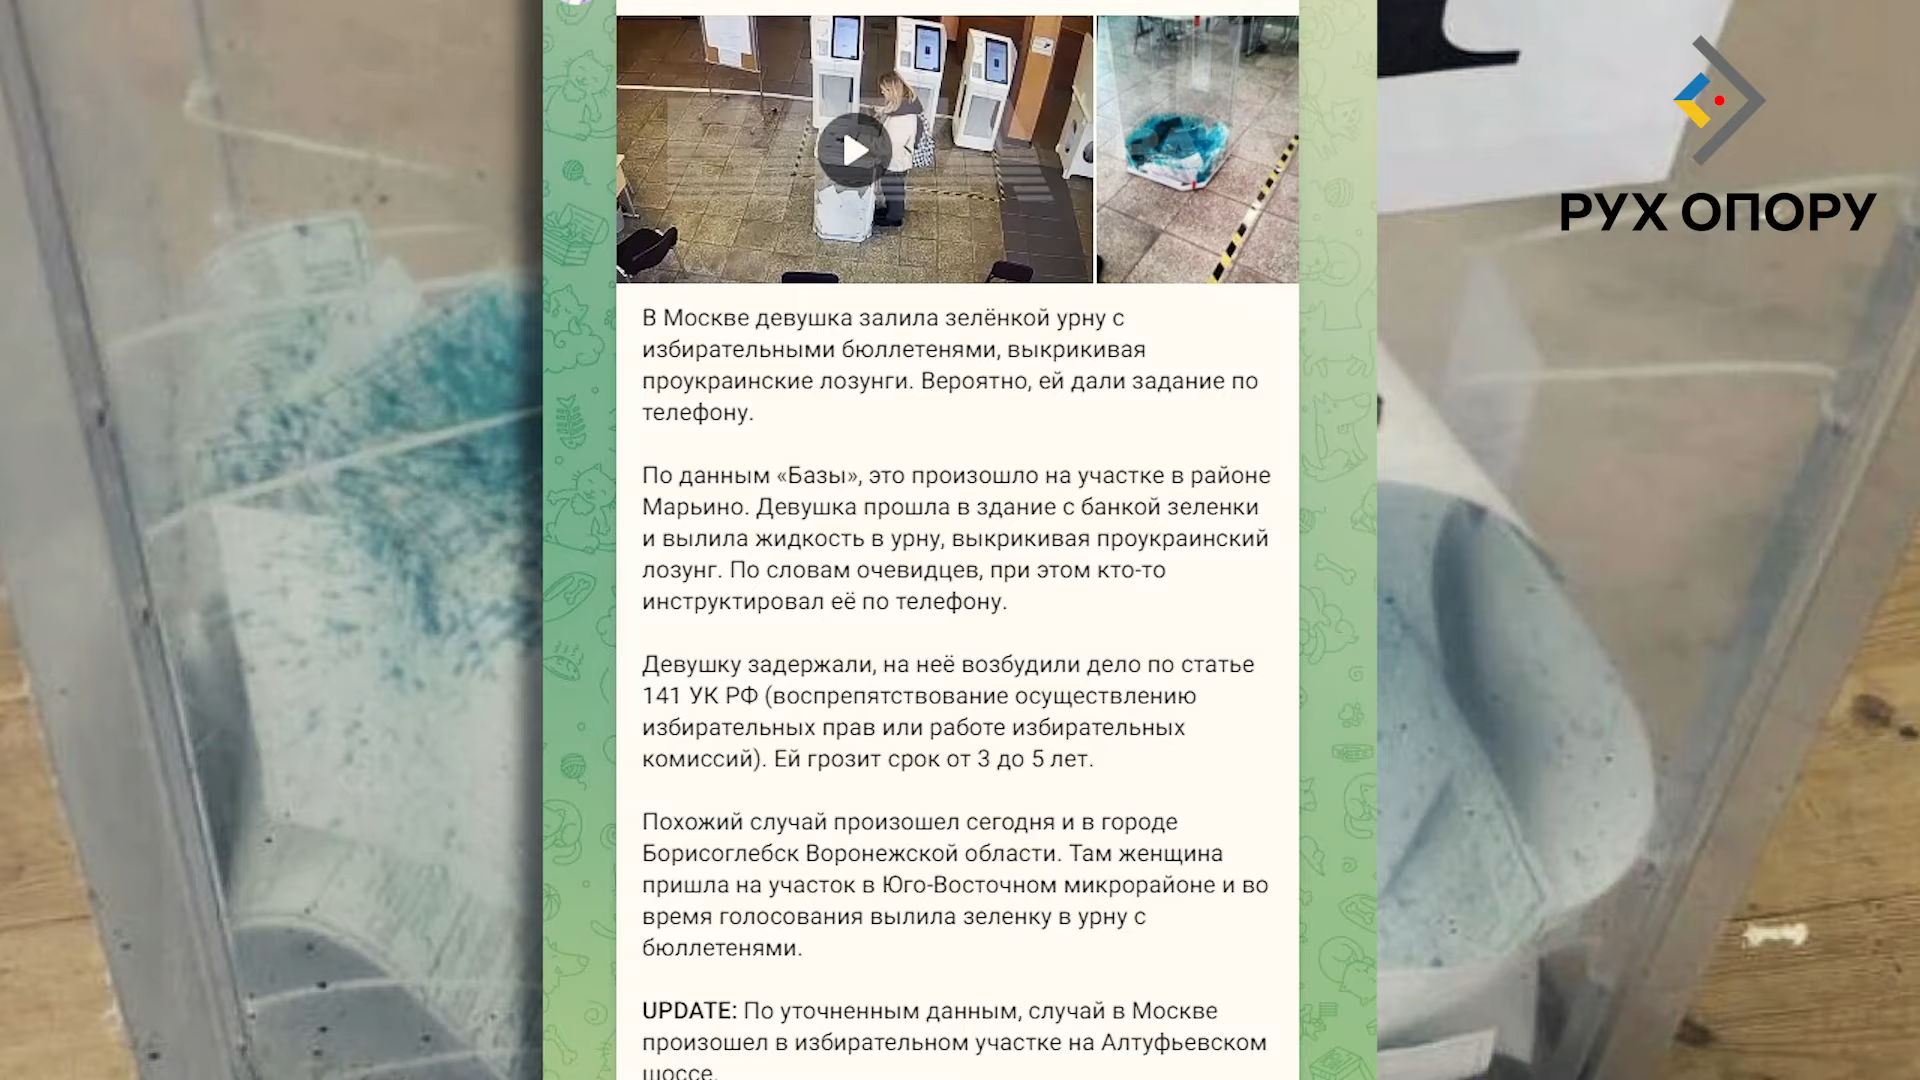 РУХ ОПОРУ
В Москве девушка залила зелёнкой урну с
избирательными бюллетенями, выкрикивая
проукраинские лозунги. Вероятно, ей дали задание по
телефону.
По данным «Базы», это произошло на участке в районе
Марьино. Девушка прошла в здание с банкой зеленки
и вылила жидкость в урну, выкрикивая проукраинский
лозунг. По словам очевидцев, при этом кто-то
инструктировал её по телефону.
Девушку задержали, на неё возбудили дело по статье
141 УК РФ (воспрепятствование осуществлению
избирательных прав или работе избирательных
комиссий). Ей грозит срок от 3 до 5 лет.
Похожий случай произошел сегодня и в городе
Борисоглебск Воронежской области. Там женщина
пришла на участок в Юго-Восточном микрорайоне и во
время голосования вылила зеленку в урну с
бюллетенями.
UPDATE: По уточненным данным, случай в Москве
произошел в избирательном участке на Алтуфьевском
шоссе.